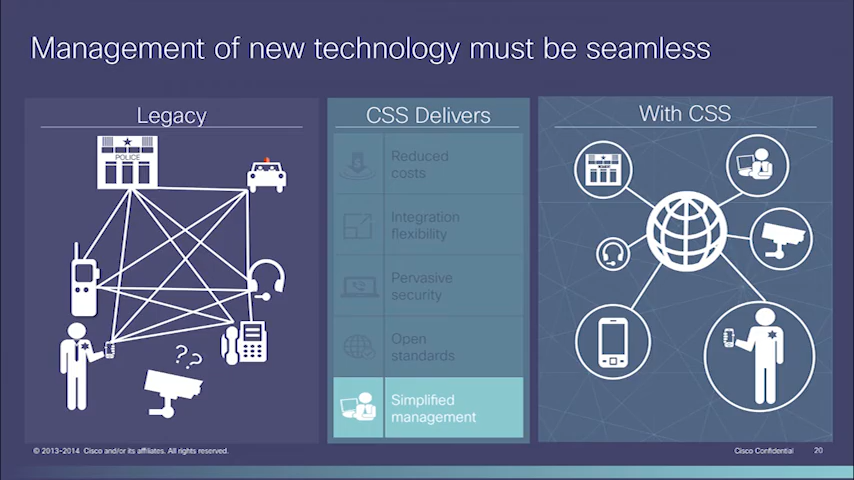 Management of new technology must be seamless
Legacy
POLICE
??
CSS Delivers
Reduced
costs
Integration
flexibility
Pervasive
security
Open
standards
Simplified
management
With CSS
© 2013-2014 Cisco and/or its affiliates. All rights reserved.
Cisco Confidential 20